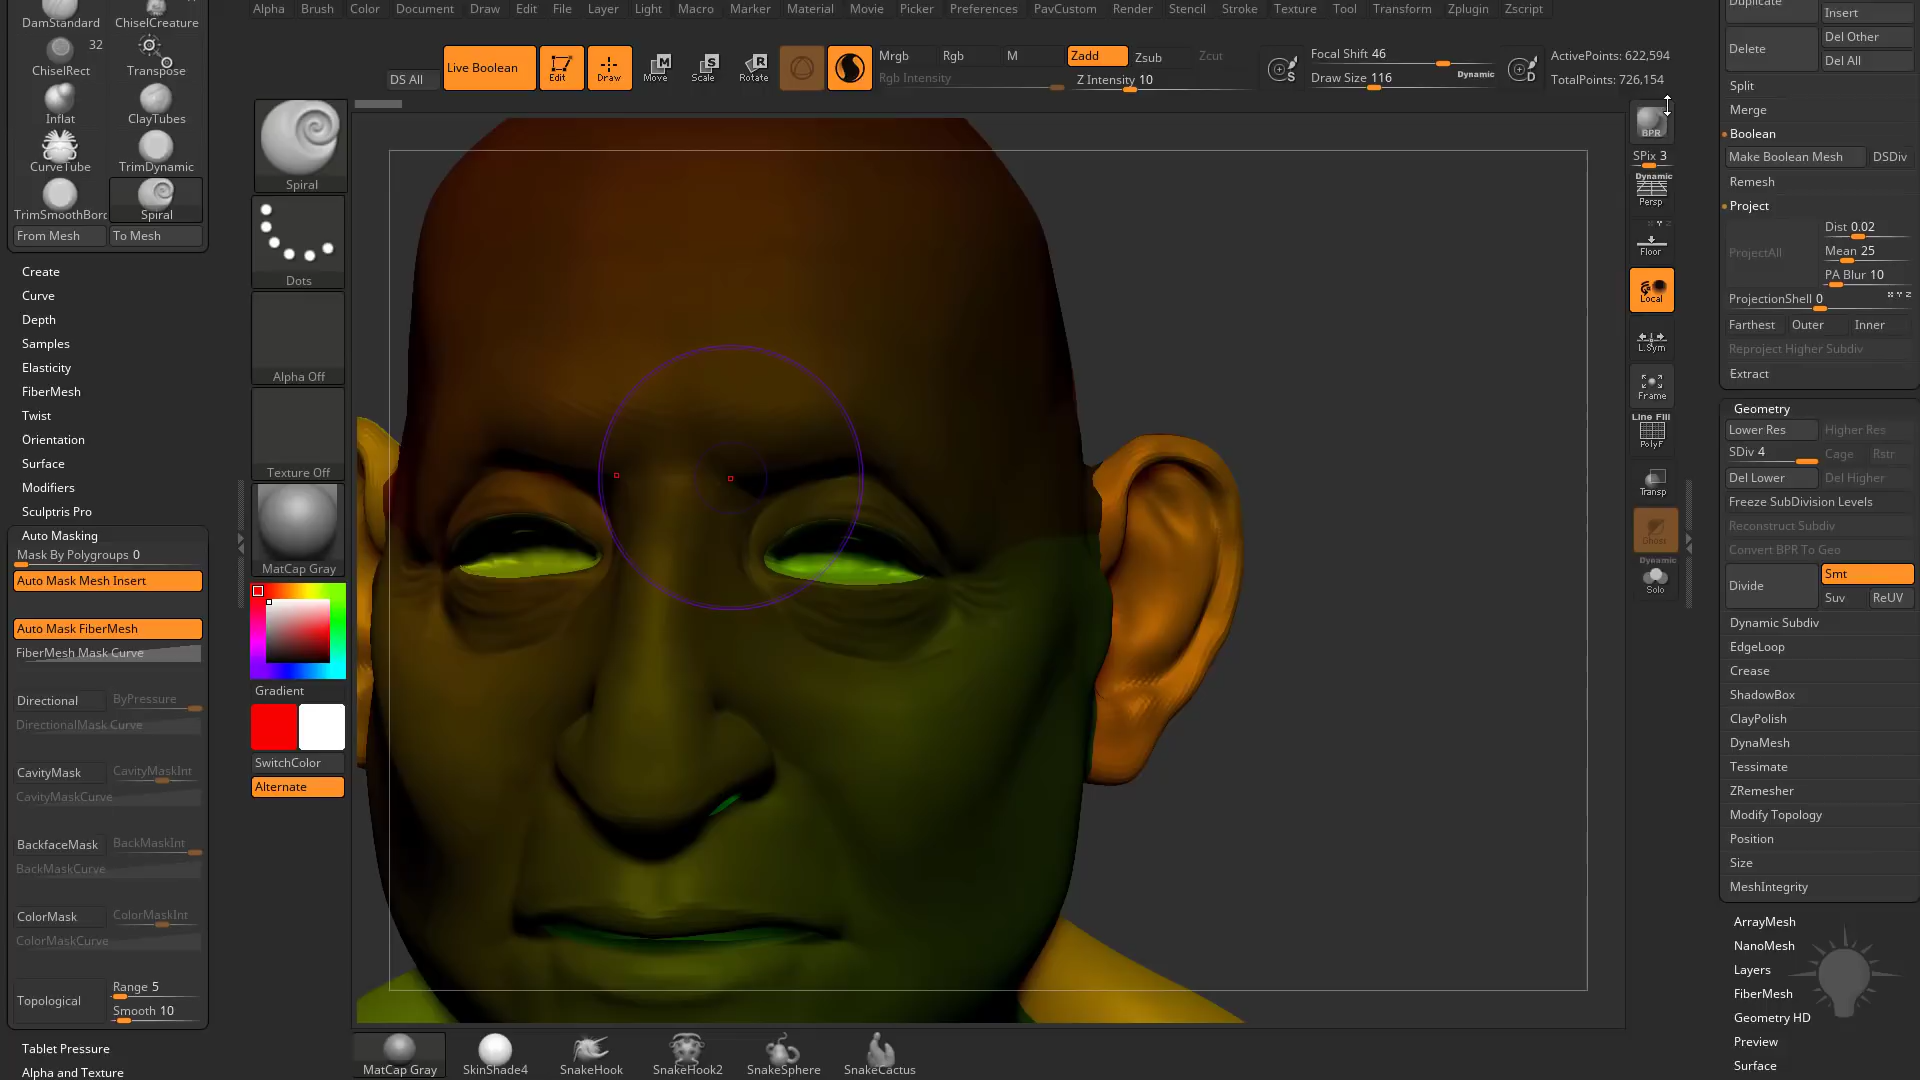 Alpha Brush Color Document Draw Edit File Layer Light Macro Marker Material Movie Picker Preferences PavCustom Render Stencil Stroke Texture Tool Transform Zplugin Zscript
DamStandard ChiselCreature
32
ChiselRect Transpose
Inflat ClayTubes
CurveTube TrimDynamic
TrimSmoothBor Spiral
From Mesh To Mesh
Create
Curve
Depth
Samples
Elasticity
FiberMesh
Twist
Orientation
Surface
Modifiers
Sculptris Pro
Auto Masking
Mask By Polygroups 0
Auto Mask Mesh Insert
Auto Mask FiberMesh
FiberMesh Mask Curve
Directional ByPressure
DirectionalMask Curve
CavityMask CavityMaskInt
CavityMaskCurve
BackfaceMask BackMaskInt
BackMaskCurve
ColorMask ColorMaskInt
ColorMaskCurve
Topological Range 5
Smooth 10
Tablet Pressure
Alpha and Texture
DS All Live Boolean Edit Draw Move Scale Rotate
M S R
Mrgb Rgb M Zadd Zsub Zcut
Rgb Intensity Z Intensity 10
S Focal Shift 46
Draw Size 116 Dynamic D
ActivePoints: 622,594
TotalPoints: 726,154
Spiral
Dots
Alpha Off
Texture Off
MatCap Gray
Gradient
SwitchColor
Alternate
BPR
SPix 3
Dynamic
Persp
Floor
Local
L.Sym
Frame
Line Fill
PolyF
Transp
Ghost
Dynamic
Solo
MatCap Gray SkinShade4 SnakeHook SnakeHook2 SnakeSphere SnakeCactus
Duplicate Insert
Delete Del Other
Del All
Split
Merge
Boolean
Make Boolean Mesh DSDiv
Remesh
Project
ProjectAll Dist 0.02
Mean 25
PA Blur 10
ProjectionShell 0
Farthest Outer Inner
Reproject Higher Subdiv
Extract
Geometry
Lower Res Higher Res
SDiv 4 Cage Rstr
Del Lower Del Higher
Freeze SubDivision Levels
Reconstruct Subdiv
Convert BPR To Geo
Divide Smt
Suv ReUV
Dynamic Subdiv
EdgeLoop
Crease
ShadowBox
ClayPolish
DynaMesh
Tessimate
ZRemesher
Modify Topology
Position
Size
MeshIntegrity
ArrayMesh
NanoMesh
Layers
FiberMesh
Geometry HD
Preview
Surface